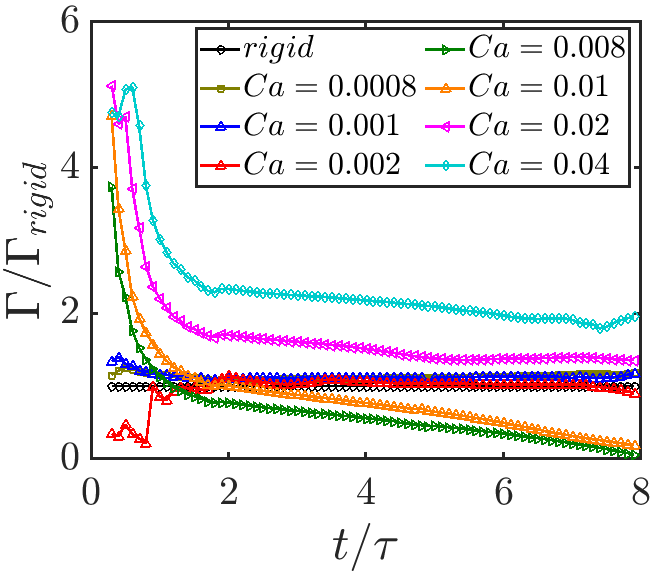 6
4
2
0
Γ/Γrigid
rigid
Ca = 0.0008
Ca = 0.001
Ca = 0.002
Ca = 0.008
Ca = 0.01
Ca = 0.02
Ca = 0.04
0 2 4 6 8
t/τ